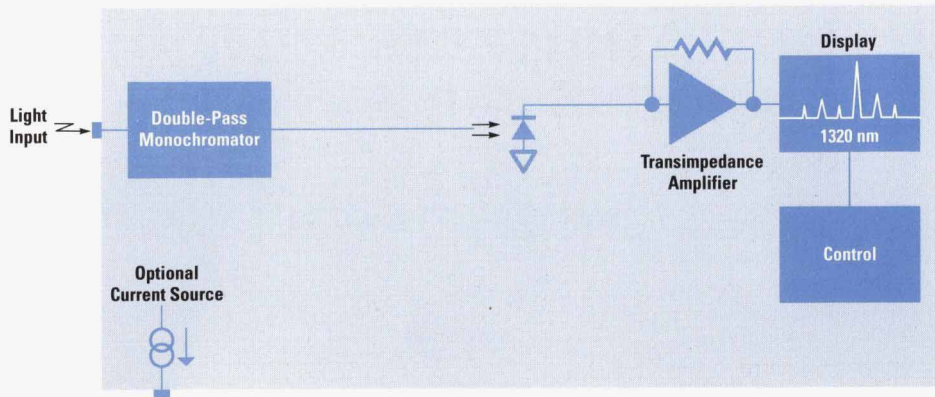 Light
Input
Double-Pass
Monochromator
Transimpedance
Amplifier
Display
1320 nm
Control
Optional
Current Source